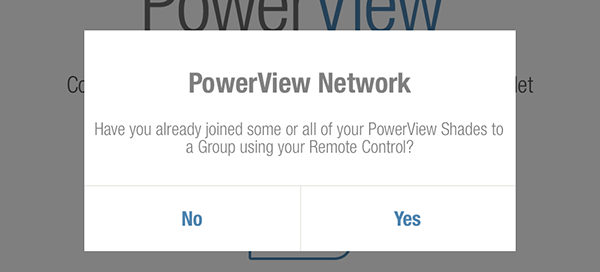 PowerView
Co
let
PowerView Network
Have you already joined some or all of your PowerView Shades to
a Group using your Remote Control?
No
Yes